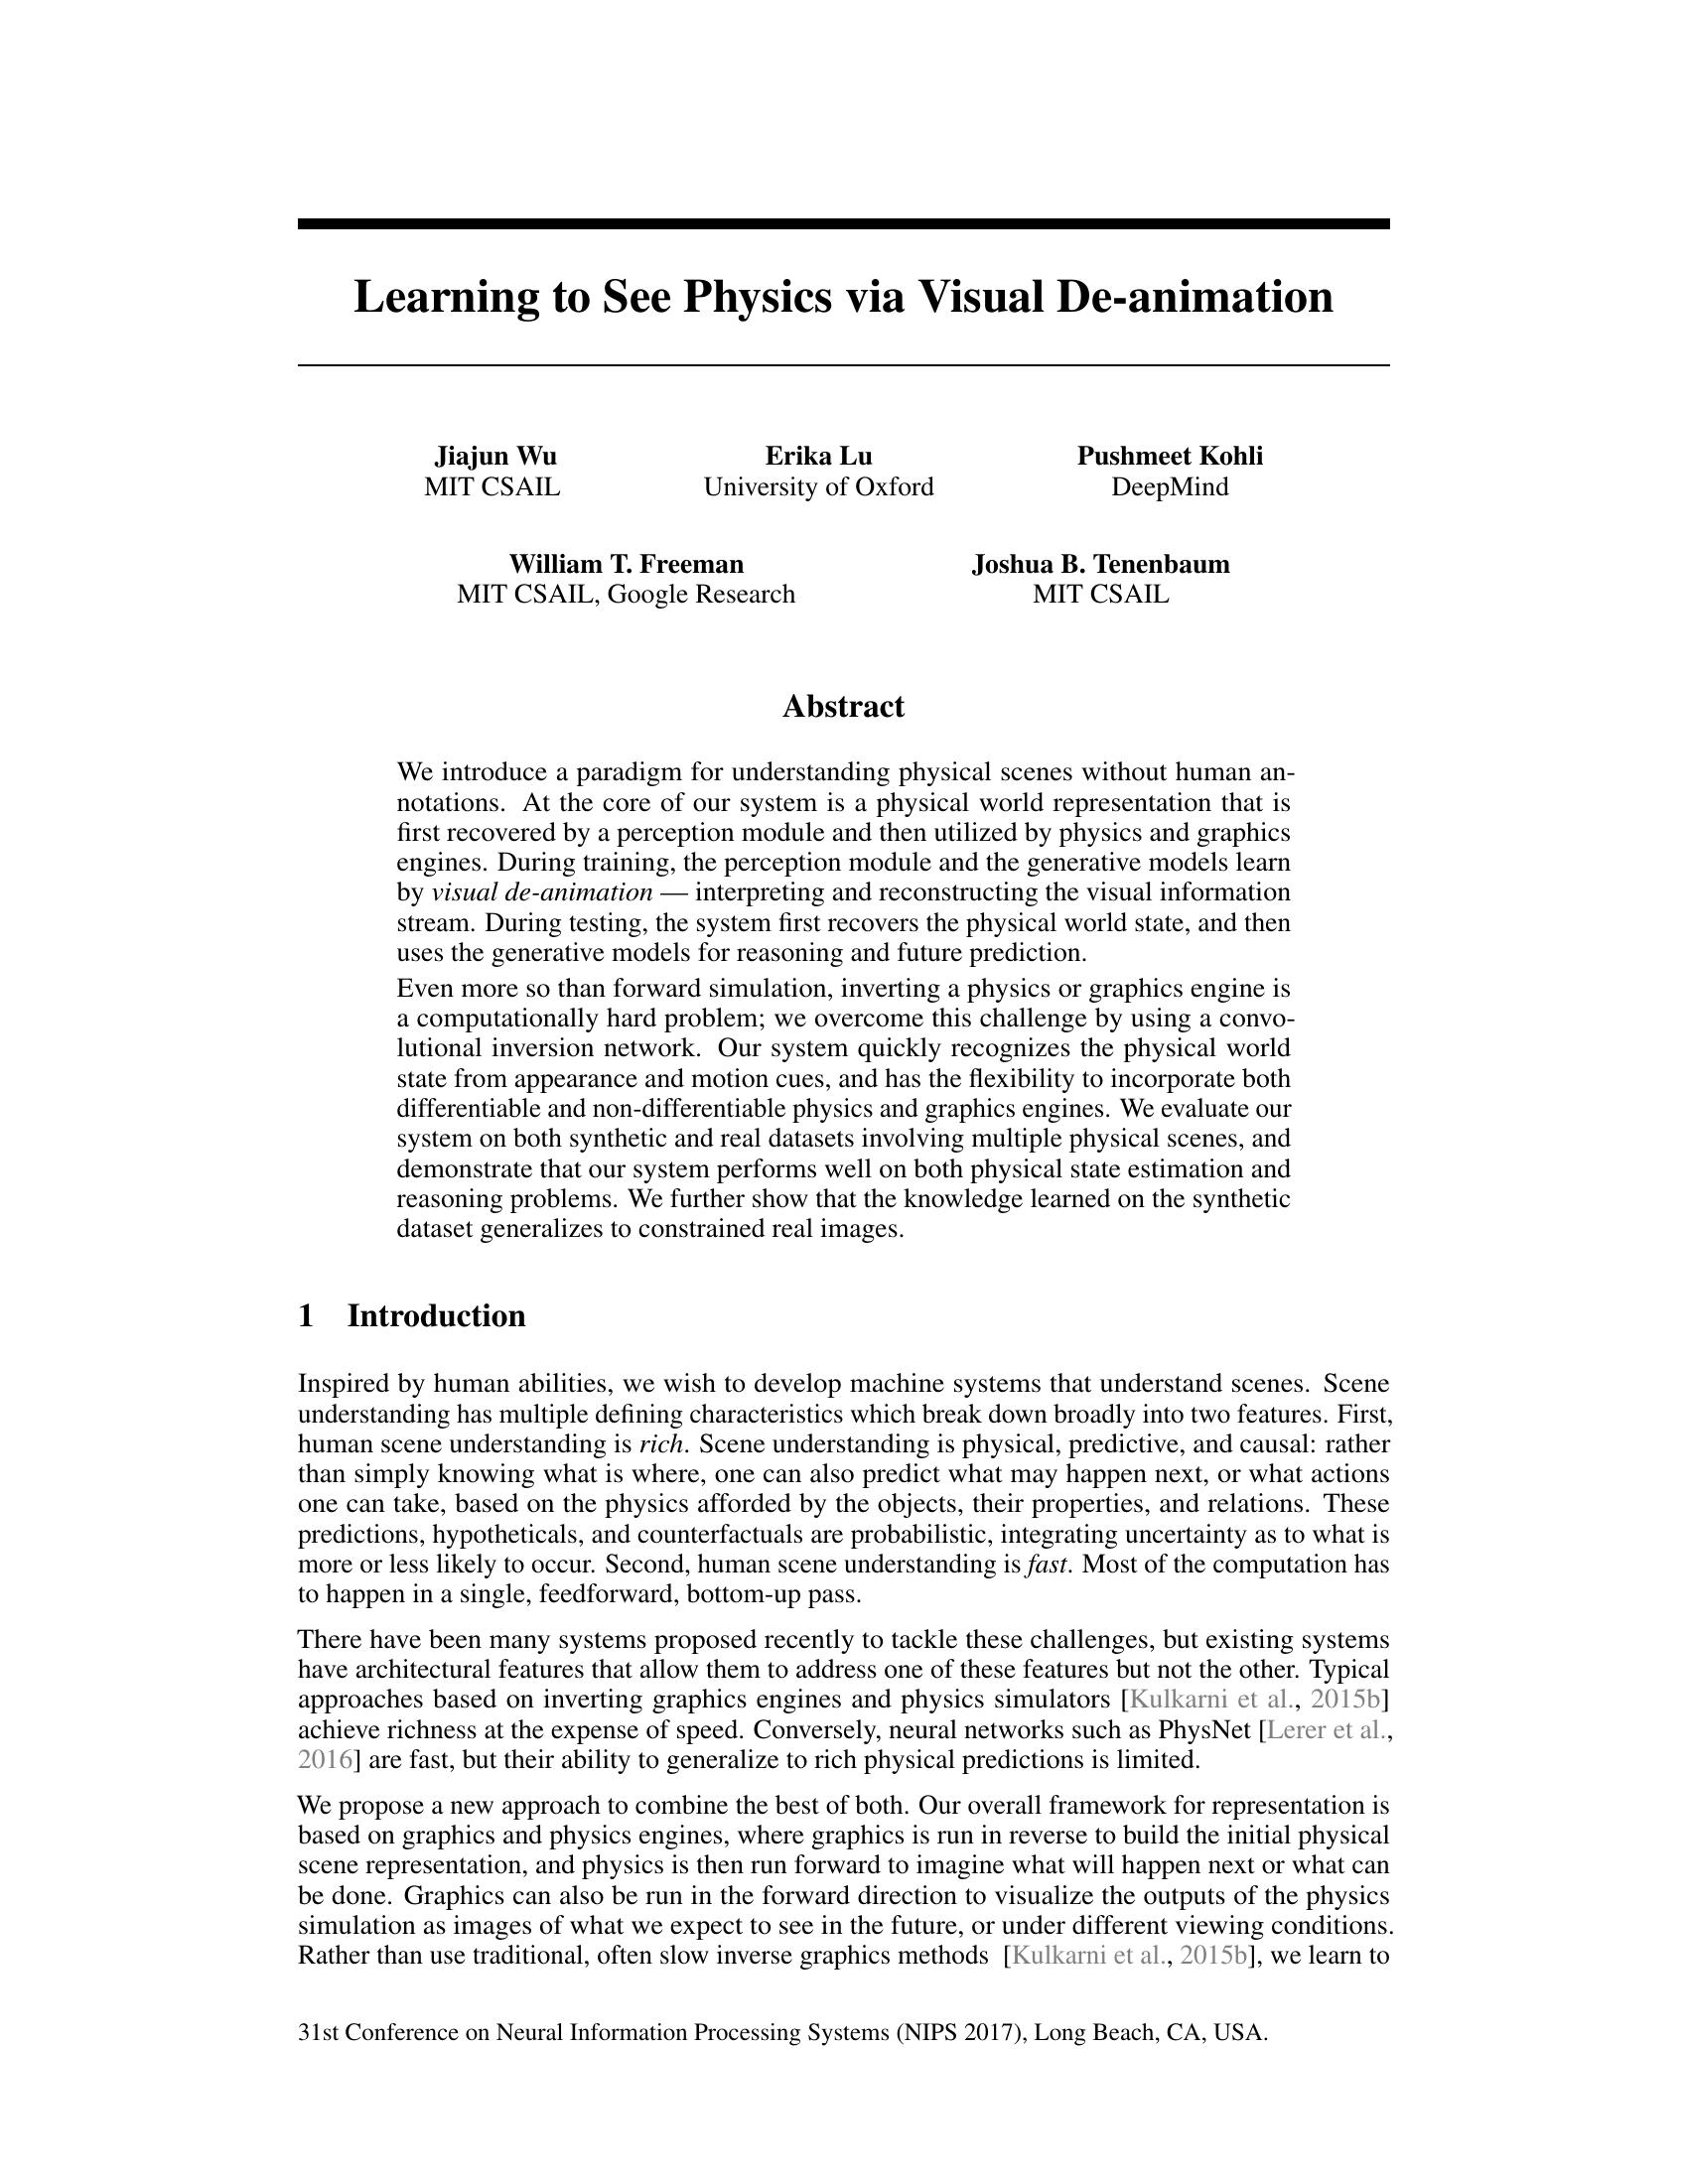 Learning to See Physics via Visual De-animation
Jiajun Wu
MIT CSAIL
Erika Lu
University of Oxford
Pushmeet Kohli
DeepMind
William T. Freeman
MIT CSAIL, Google Research
Joshua B. Tenenbaum
MIT CSAIL
Abstract
We introduce a paradigm for understanding physical scenes without human an-
notations. At the core of our system is a physical world representation that is
first recovered by a perception module and then utilized by physics and graphics
engines. During training, the perception module and the generative models learn
by visual de-animation — interpreting and reconstructing the visual information
stream. During testing, the system first recovers the physical world state, and then
uses the generative models for reasoning and future prediction.
Even more so than forward simulation, inverting a physics or graphics engine is
a computationally hard problem; we overcome this challenge by using a convo-
lutional inversion network. Our system quickly recognizes the physical world
state from appearance and motion cues, and has the flexibility to incorporate both
differentiable and non-differentiable physics and graphics engines. We evaluate our
system on both synthetic and real datasets involving multiple physical scenes, and
demonstrate that our system performs well on both physical state estimation and
reasoning problems. We further show that the knowledge learned on the synthetic
dataset generalizes to constrained real images.
1 Introduction
Inspired by human abilities, we wish to develop machine systems that understand scenes. Scene
understanding has multiple defining characteristics which break down broadly into two features. First,
human scene understanding is rich. Scene understanding is physical, predictive, and causal: rather
than simply knowing what is where, one can also predict what may happen next, or what actions
one can take, based on the physics afforded by the objects, their properties, and relations. These
predictions, hypotheticals, and counterfactuals are probabilistic, integrating uncertainty as to what is
more or less likely to occur. Second, human scene understanding is fast. Most of the computation has
to happen in a single, feedforward, bottom-up pass.
There have been many systems proposed recently to tackle these challenges, but existing systems
have architectural features that allow them to address one of these features but not the other. Typical
approaches based on inverting graphics engines and physics simulators [Kulkarni et al., 2015b]
achieve richness at the expense of speed. Conversely, neural networks such as PhysNet [Lerer et al.,
2016] are fast, but their ability to generalize to rich physical predictions is limited.
We propose a new approach to combine the best of both. Our overall framework for representation is
based on graphics and physics engines, where graphics is run in reverse to build the initial physical
scene representation, and physics is then run forward to imagine what will happen next or what can
be done. Graphics can also be run in the forward direction to visualize the outputs of the physics
simulation as images of what we expect to see in the future, or under different viewing conditions.
Rather than use traditional, often slow inverse graphics methods [Kulkarni et al., 2015b], we learn to
31st Conference on Neural Information Processing Systems (NIPS 2017), Long Beach, CA, USA.